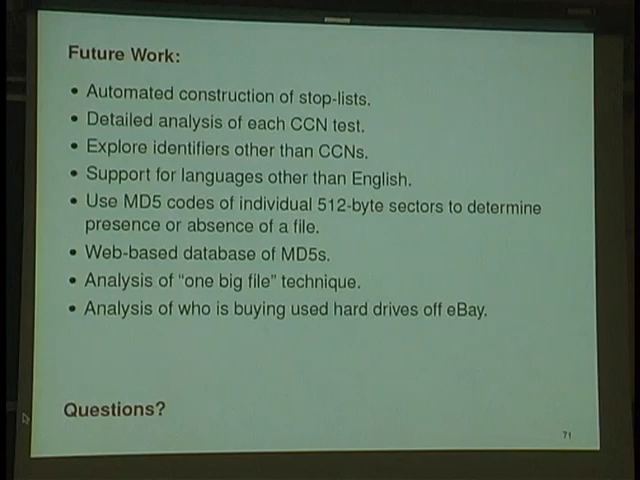 Future Work:
• Automated construction of stop-lists.
• Detailed analysis of each CCN test.
• Explore identifiers other than CCNs.
• Support for languages other than English.
• Use MD5 codes of individual 512-byte sectors to determine
presence or absence of a file.
• Web-based database of MD5s.
• Analysis of “one big file” technique.
• Analysis of who is buying used hard drives off eBay.
Questions?
71